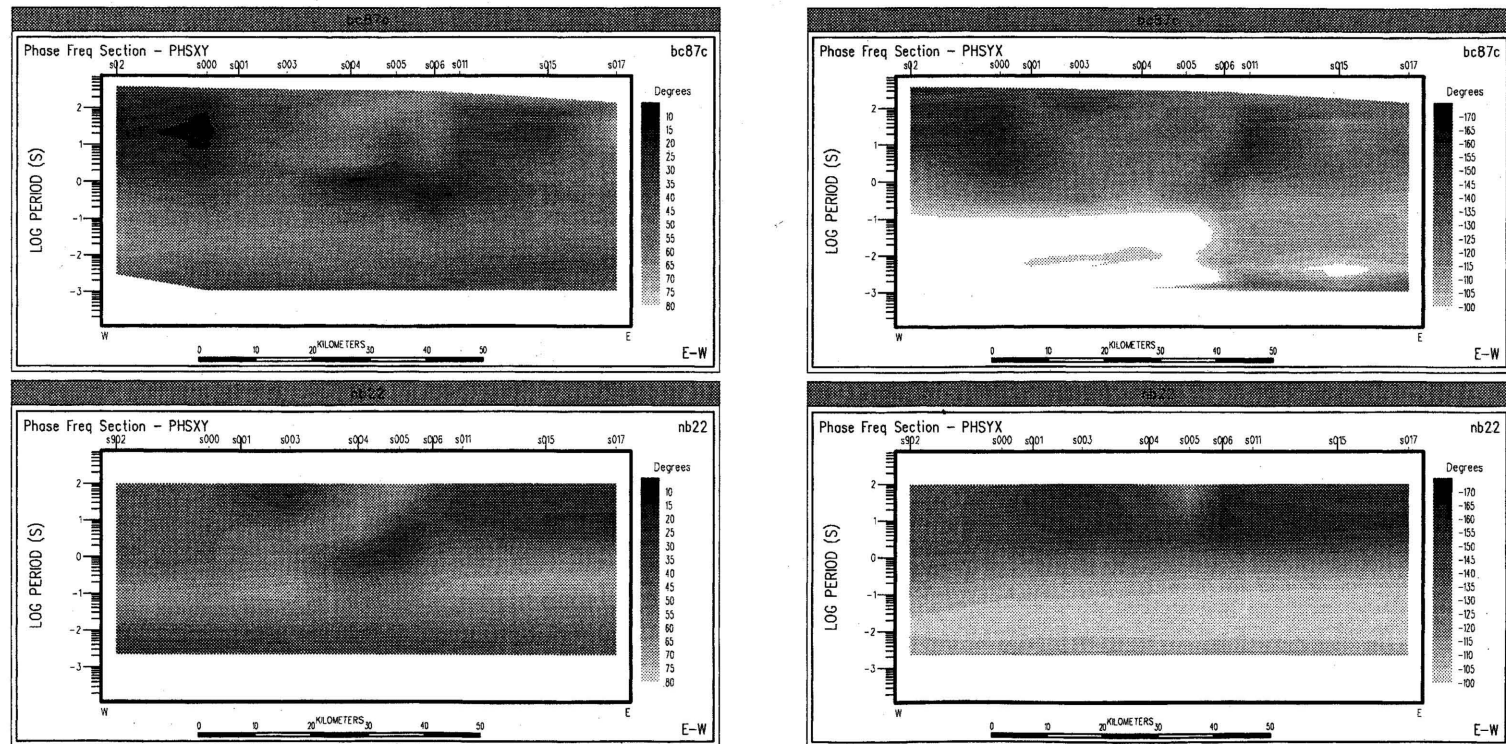 bc87c
Phase Freq Section - PHSXY
bc87c
s000 s001 s003 s004 s005 s006 s011 s015 s017
Degrees
10
15
20
25
30
35
40
45
50
55
60
65
70
75
80
LOG PERIOD (S)
2
1
0
-1
-2
-3
W
E
KILOMETERS
0 10 20 30 40 50
E-W
bc87c
Phase Freq Section - PHSYX
bc87c
s000 s001 s003 s004 s005 s006 s011 s015 s017
Degrees
-170
-165
-160
-155
-150
-145
-140
-135
-130
-125
-120
-115
-110
-105
-100
LOG PERIOD (S)
2
1
0
-1
-2
-3
W
E
KILOMETERS
0 10 20 30 40 50
E-W
nb22
Phase Freq Section - PHSXY
nb22
s902 s000 s001 s003 s004 s005 s006 s011 s015 s017
Degrees
10
15
20
25
30
35
40
45
50
55
60
65
70
75
80
LOG PERIOD (S)
2
1
0
-1
-2
-3
W
E
KILOMETERS
0 10 20 30 40 50
E-W
nb22
Phase Freq Section - PHSYX
nb22
s902 s000 s001 s003 s004 s005 s006 s011 s015 s017
Degrees
-170
-165
-160
-155
-150
-145
-140
-135
-130
-125
-120
-115
-110
-105
-100
LOG PERIOD (S)
2
1
0
-1
-2
-3
W
E
KILOMETERS
0 10 20 30 40 50
E-W